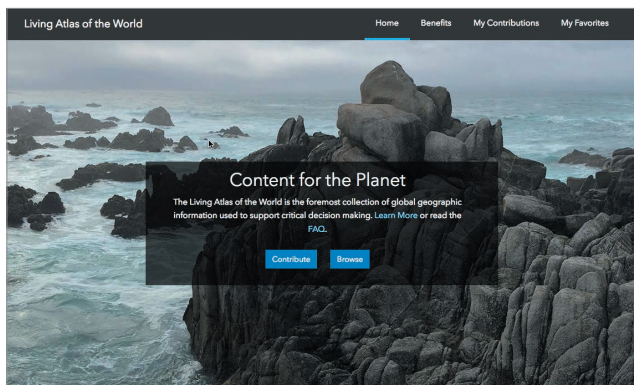 Living Atlas of the World
Home Benefits My Contributions My Favorites
Content for the Planet
The Living Atlas of the World is the foremost collection of global geographic
information used to support critical decision making. Learn More or read the
FAQ.
Contribute Browse